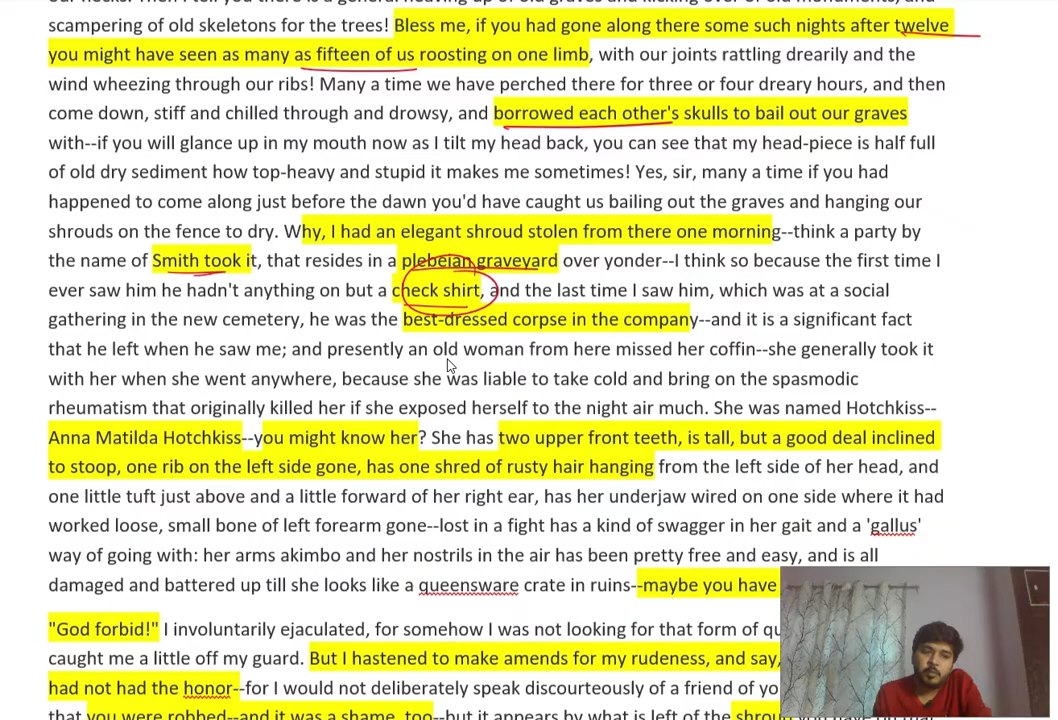 scampering of old skeletons for the trees! Bless me, if you had gone along there some such nights after twelve
you might have seen as many as fifteen of us roosting on one limb, with our joints rattling drearily and the
wind wheezing through our ribs! Many a time we have perched there for three or four dreary hours, and then
come down, stiff and chilled through and drowsy, and borrowed each other's skulls to bail out our graves
with--if you will glance up in my mouth now as I tilt my head back, you can see that my head-piece is half full
of old dry sediment how top-heavy and stupid it makes me sometimes! Yes, sir, many a time if you had
happened to come along just before the dawn you'd have caught us bailing out the graves and hanging our
shrouds on the fence to dry. Why, I had an elegant shroud stolen from there one morning--think a party by
the name of Smith took it, that resides in a plebeian graveyard over yonder--I think so because the first time I
ever saw him he hadn't anything on but a check shirt, and the last time I saw him, which was at a social
gathering in the new cemetery, he was the best-dressed corpse in the company--and it is a significant fact
that he left when he saw me; and presently an old woman from here missed her coffin--she generally took it
with her when she went anywhere, because she was liable to take cold and bring on the spasmodic
rheumatism that originally killed her if she exposed herself to the night air much. She was named Hotchkiss--
Anna Matilda Hotchkiss--you might know her? She has two upper front teeth, is tall, but a good deal inclined
to stoop, one rib on the left side gone, has one shred of rusty hair hanging from the left side of her head, and
one little tuft just above and a little forward of her right ear, has her underjaw wired on one side where it had
worked loose, small bone of left forearm gone--lost in a fight has a kind of swagger in her gait and a 'gallus'
way of going with: her arms akimbo and her nostrils in the air has been pretty free and easy, and is all
damaged and battered up till she looks like a queensware crate in ruins--maybe you have
"God forbid!" I involuntarily ejaculated, for somehow I was not looking for that form of qu
caught me a little off my guard. But I hastened to make amends for my rudeness, and say,
had not had the honor--for I would not deliberately speak discourteously of a friend of yo
that you were robbed--and it was a shame, too--but it appears by what is left of the shrou